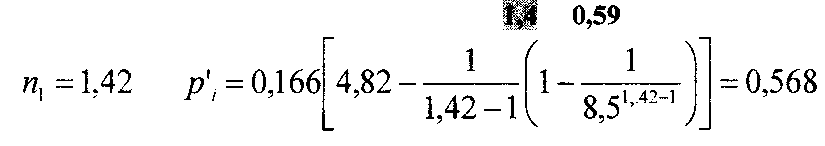 1,4 0,59
n₁ = 1,42 p'ᵢ = 0,166[4,82 − 1/(1,42 − 1)(1 − 1/8,5^{1,.42−1})] = 0,568